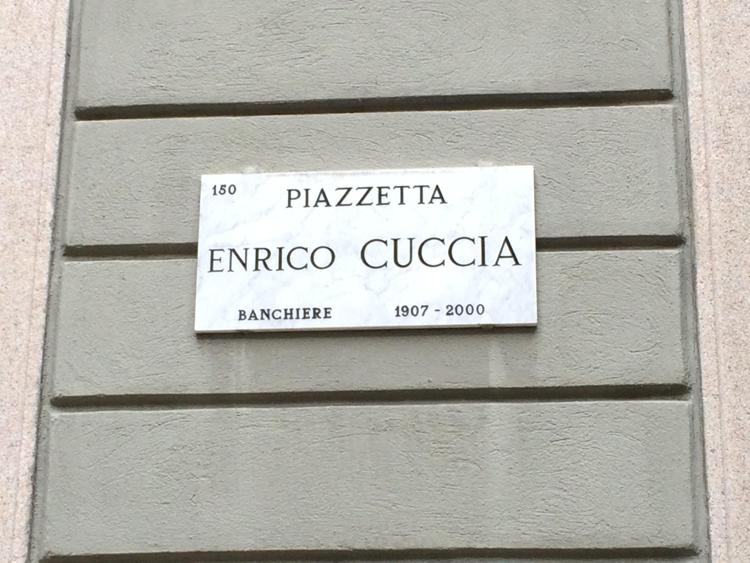 150
PIAZZETTA
ENRICO CUCCIA
BANCHIERE 1907 - 2000